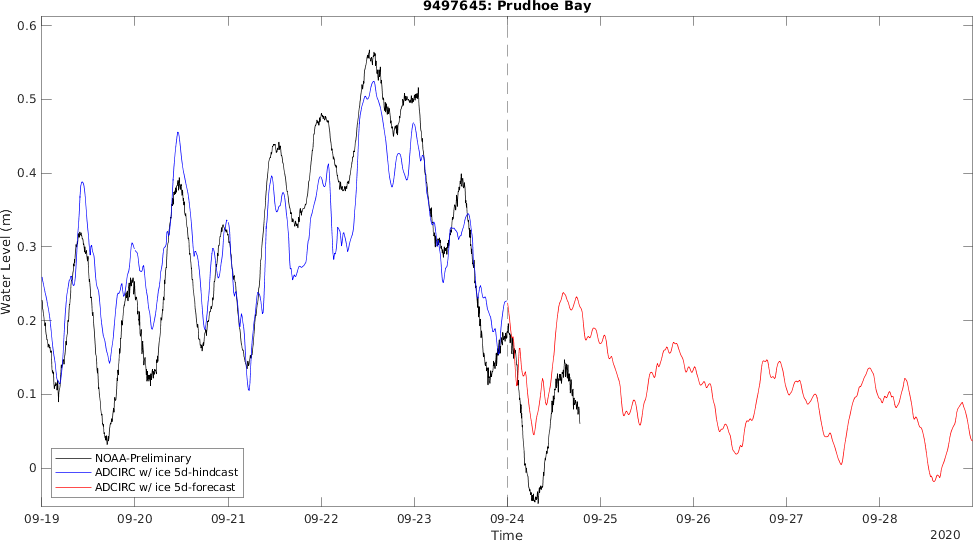 9497645: Prudhoe Bay
0.6
0.5
0.4
0.3
0.2
0.1
0
Water Level (m)
NOAA-Preliminary
ADCIRC w/ ice 5d-hindcast
ADCIRC w/ ice 5d-forecast
09-19 09-20 09-21 09-22 09-23 09-24 09-25 09-26 09-27 09-28
Time
2020